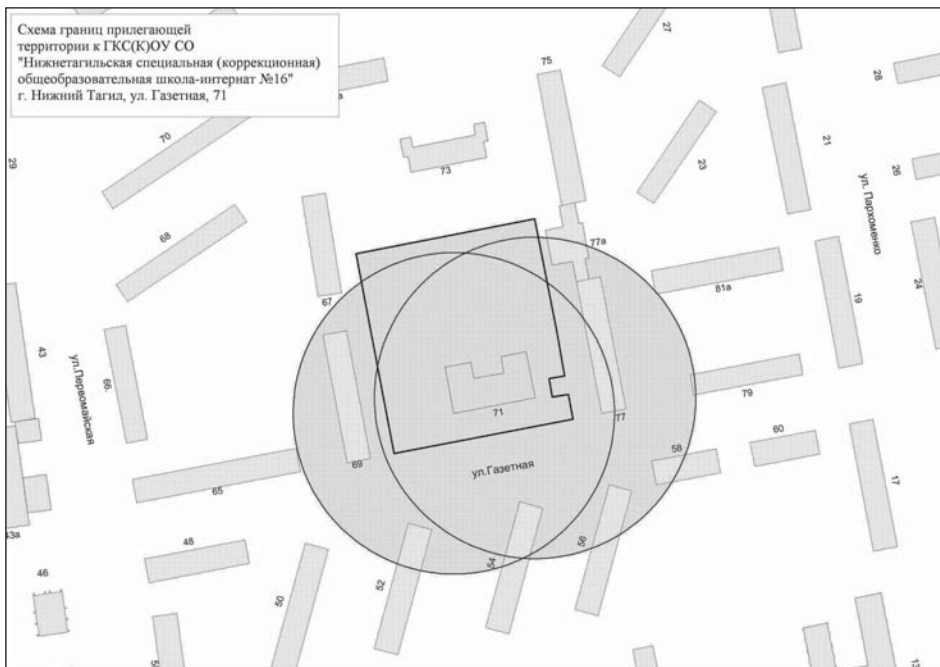 Схема границ прилегающей
территории к ГКС(К)ОУ СО
"Нижнетагильская специальная (коррекционная)
общеобразовательная школа-интернат №16"
г. Нижний Тагил, ул. Газетная, 71
27
75
28
70
21
29
73
23
26
ул. Пархоменко
68
77а
67
81а
19
24
43
ул.Первомайская
66.
79
71
77
60
69
ул.Газетная
58
65
17
43а
48
56
54
52
46
50